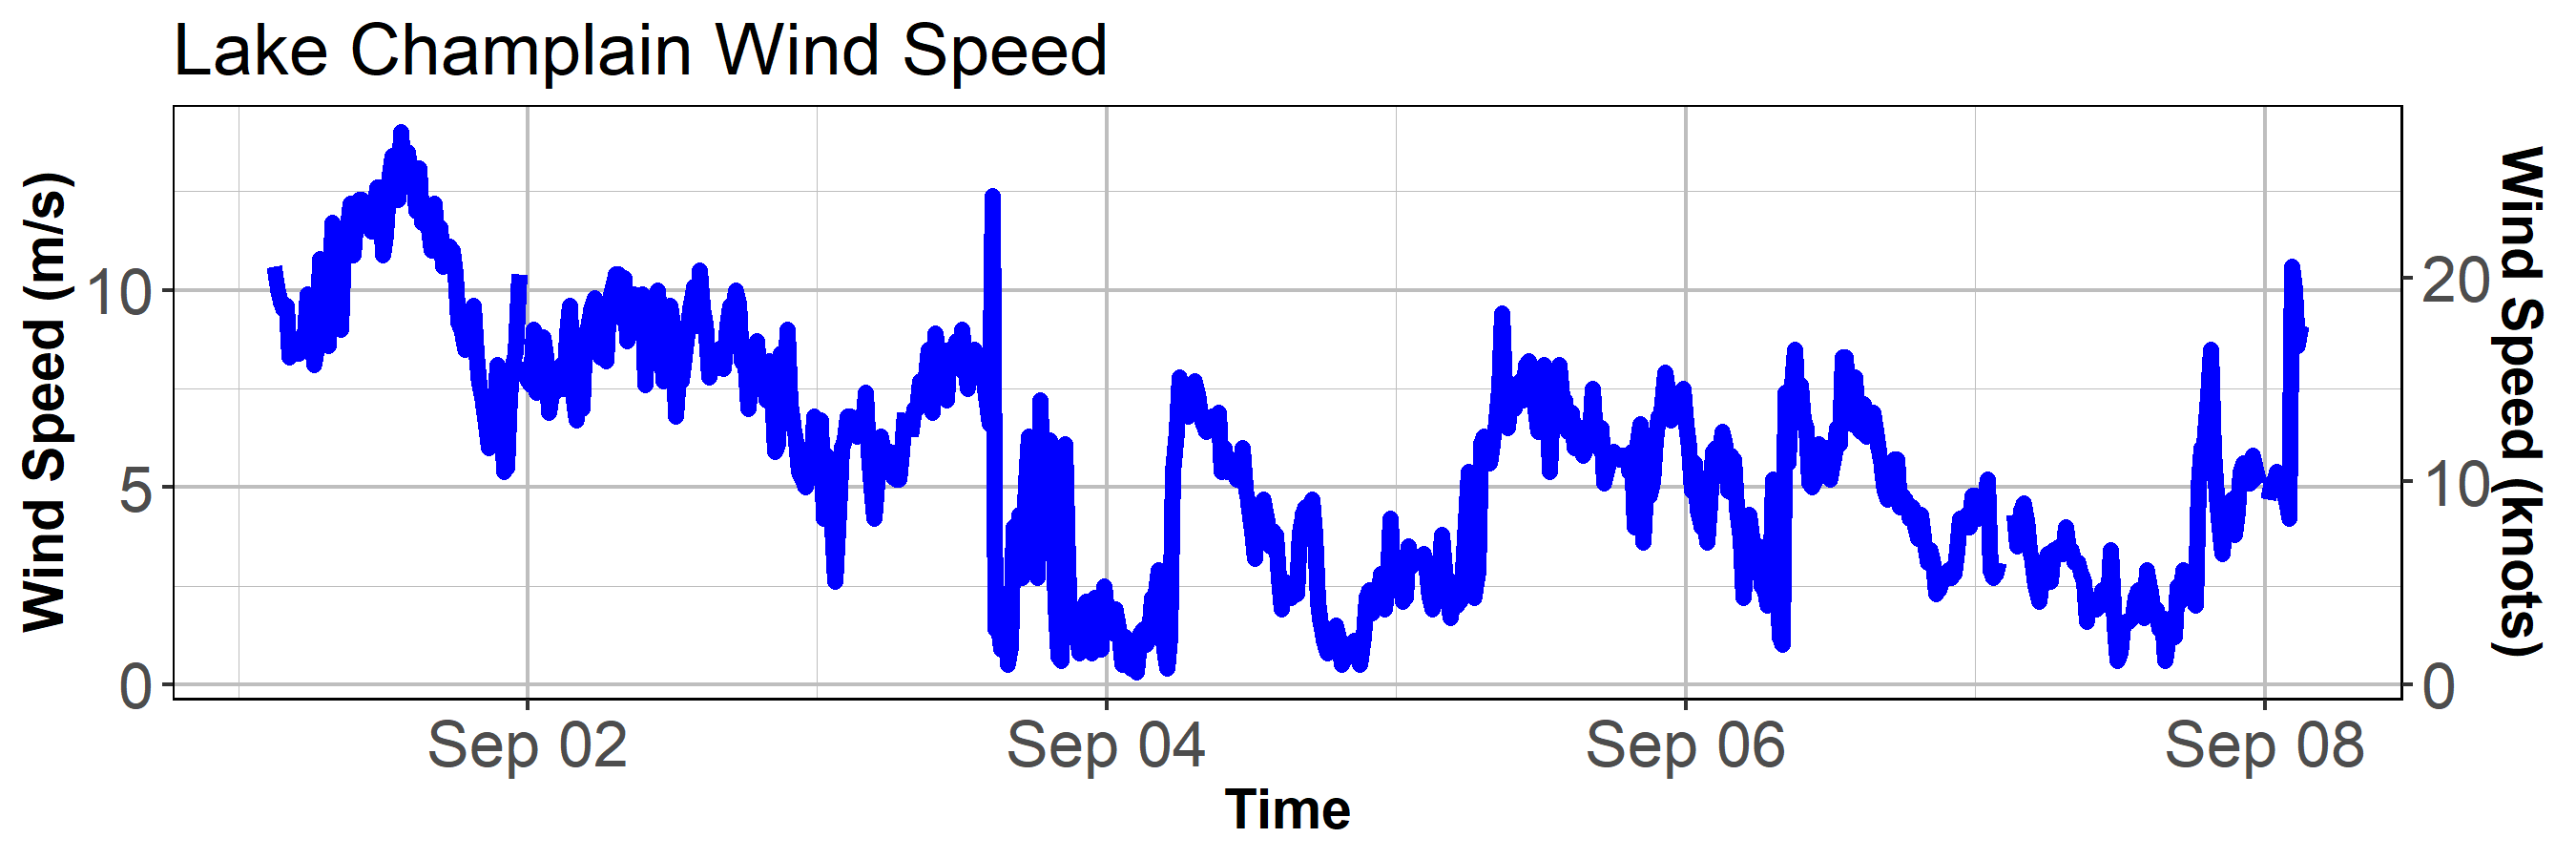 Lake Champlain Wind Speed
Wind Speed (m/s)
10
5
0
20
10
0
Wind Speed (knots)
Sep 02
Sep 04
Sep 06
Sep 08
Time